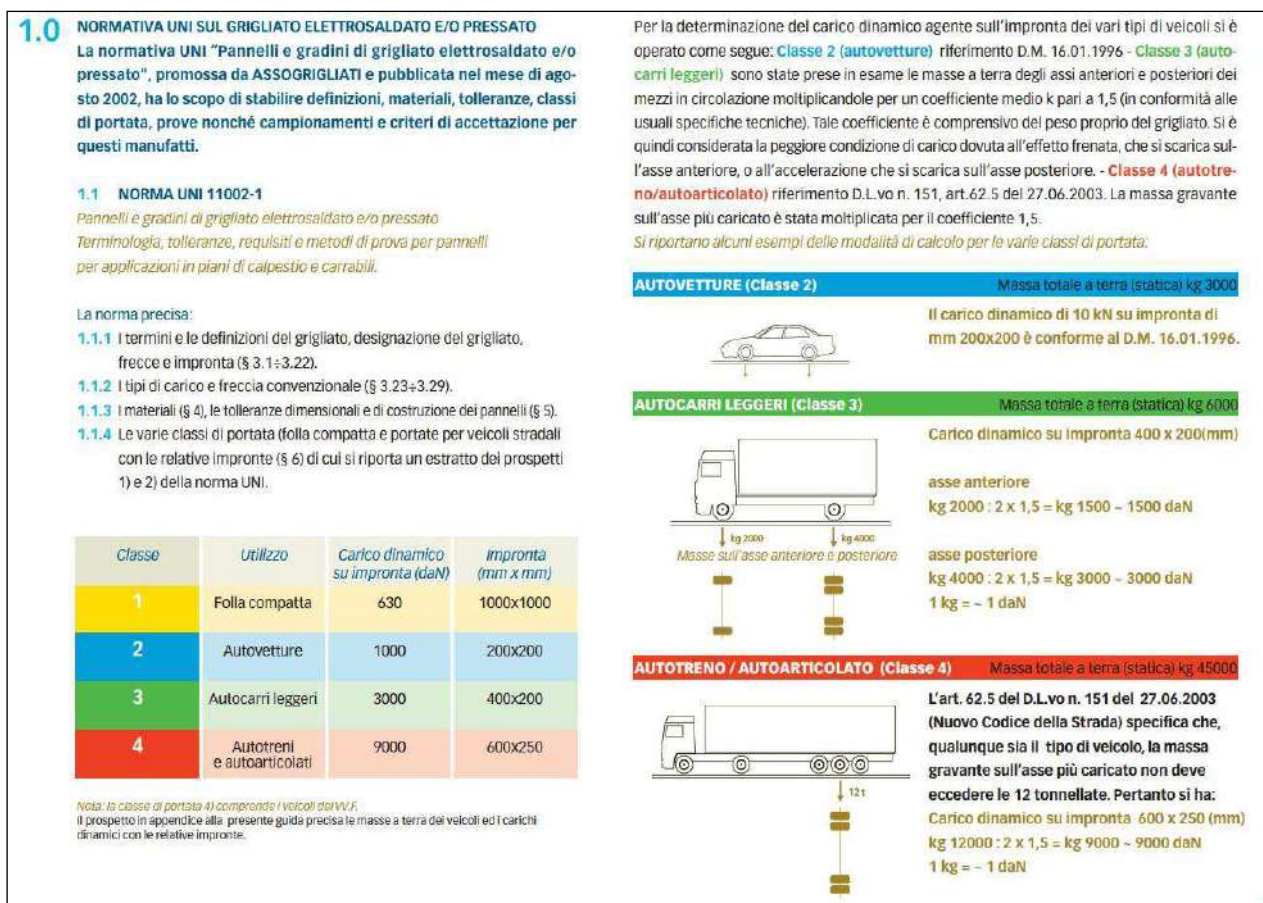 1.0 NORMATIVA UNI SUL GRIGLIATO ELETTROSALDATO E/O PRESSATO
La normativa UNI "Pannelli e gradini di grigliato elettrosaldato e/o
pressato", promossa da ASSOGRIGLIATI e pubblicata nel mese di ago-
sto 2002, ha lo scopo di stabilire definizioni, materiali, tolleranze, classi
di portata, prove nonché campionamenti e criteri di accettazione per
questi manufatti.
1.1 NORMA UNI 11002-1
Pannelli e gradini di grigliato elettrosaldato e/o pressato
Terminologia, tolleranze, requisiti e metodi di prova per pannelli
per applicazioni in piani di calpestio e carrabili.
La norma precisa:
1.1.1 I termini e le definizioni del grigliato, designazione del grigliato,
frecce e impronta (§ 3.1÷3.22).
1.1.2 I tipi di carico e freccia convenzionale (§ 3.23÷3.29).
1.1.3 I materiali (§ 4), le tolleranze dimensionali e di costruzione dei pannelli (§ 5).
1.1.4 Le varie classi di portata (folla compatta e portate per veicoli stradali
con le relative impronte (§ 6) di cui si riporta un estratto dei prospetti
1) e 2) della norma UNI.
Classe Utilizzo Carico dinamico su impronta (daN) Impronta (mm x mm)
1 Folla compatta 630 1000x1000
2 Autovetture 1000 200x200
3 Autocarri leggeri 3000 400x200
4 Autotreni e autoarticolati 9000 600x250
Nota: la classe di portata 4) comprende i veicoli dei VV.F.
Il prospetto in appendice alla presente guida precisa le masse a terra dei veicoli ed i carichi
dinamici con le relative impronte.
Per la determinazione del carico dinamico agente sull'impronta dei vari tipi di veicoli si è
operato come segue: Classe 2 (autovetture) riferimento D.M. 16.01.1996 - Classe 3 (auto-
carri leggeri) sono state prese in esame le masse a terra degli assi anteriori e posteriori dei
mezzi in circolazione moltiplicandole per un coefficiente medio k pari a 1,5 (in conformità alle
usuali specifiche tecniche). Tale coefficiente è comprensivo del peso proprio del grigliato. Si è
quindi considerata la peggiore condizione di carico dovuta all'effetto frenata, che si scarica sul-
l'asse anteriore, o all'accelerazione che si scarica sull'asse posteriore. - Classe 4 (autotre-
no/autoarticolato) riferimento D.L.vo n. 151, art.62.5 del 27.06.2003. La massa gravante
sull'asse più caricato è stata moltiplicata per il coefficiente 1,5.
Si riportano alcuni esempi delle modalità di calcolo per le varie classi di portata:
AUTOVETTURE (Classe 2) Massa totale a terra (statica) kg 3000
Il carico dinamico di 10 kN su impronta di
mm 200x200 è conforme al D.M. 16.01.1996.
AUTOCARRI LEGGERI (Classe 3) Massa totale a terra (statica) kg 6000
Carico dinamico su impronta 400 x 200(mm)
asse anteriore
kg 2000 : 2 x 1,5 = kg 1500 ~ 1500 daN
kg 2000 kg 4000
Masse sull'asse anteriore e posteriore
asse posteriore
kg 4000 : 2 x 1,5 = kg 3000 ~ 3000 daN
1 kg = ~ 1 daN
AUTOTRENO / AUTOARTICOLATO (Classe 4) Massa totale a terra (statica) kg 45000
L'art. 62.5 del D.L.vo n. 151 del 27.06.2003
(Nuovo Codice della Strada) specifica che,
qualunque sia il tipo di veicolo, la massa
gravante sull'asse più caricato non deve
eccedere le 12 tonnellate. Pertanto si ha:
12 t
Carico dinamico su impronta 600 x 250 (mm)
kg 12000 : 2 x 1,5 = kg 9000 ~ 9000 daN
1 kg = ~ 1 daN